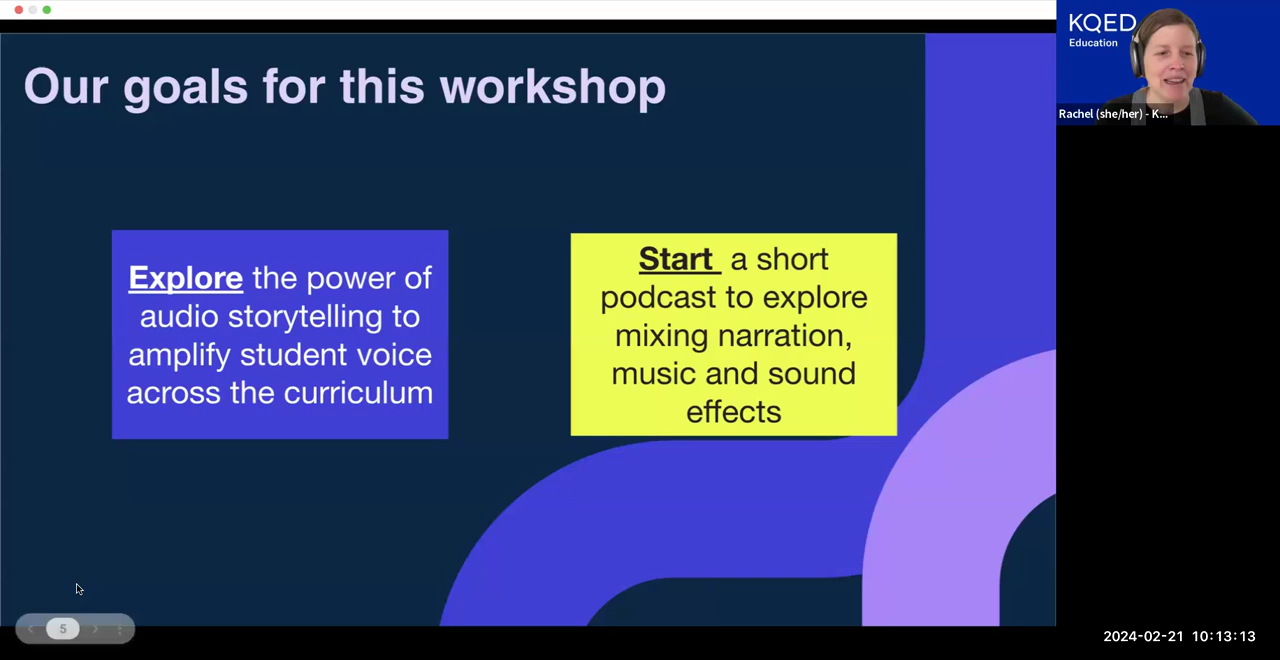 Our goals for this workshop
Explore the power of
audio storytelling to
amplify student voice
across the curriculum
Start a short
podcast to explore
mixing narration,
music and sound
effects
5
KQED
Education
Rachel (she/her) - K...
2024-02-21 10:13:13